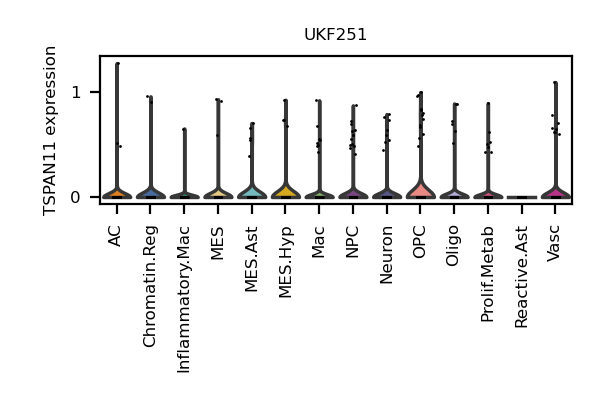 UKF251
TSPAN11 expression
1
0
AC
Chromatin.Reg
Inflammatory.Mac
MES
MES.Ast
MES.Hyp
Mac
NPC
Neuron
OPC
Oligo
Prolif.Metab
Reactive.Ast
Vasc